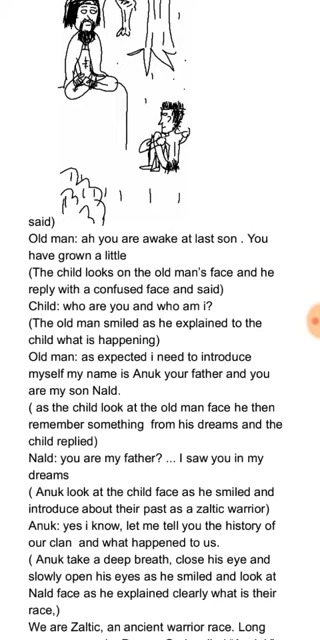 said)
Old man: ah you are awake at last son . You
have grown a little
(The child looks on the old man's face and he
reply with a confused face and said)
Child: who are you and who am i?
(The old man smiled as he explained to the
child what is happening)
Old man: as expected i need to introduce
myself my name is Anuk your father and you
are my son Nald.
( as the child look at the old man face he then
remember something  from his dreams and the
child replied)
Nald: you are my father? ... I saw you in my
dreams
( Anuk look at the child face as he smiled and
introduce about their past as a zaltic warrior)
Anuk: yes i know, let me tell you the history of
our clan  and what happened to us.
( Anuk take a deep breath, close his eye and
slowly open his eyes as he smiled and look at
Nald face as he explained clearly what is their
race,)
We are Zaltic, an ancient warrior race. Long